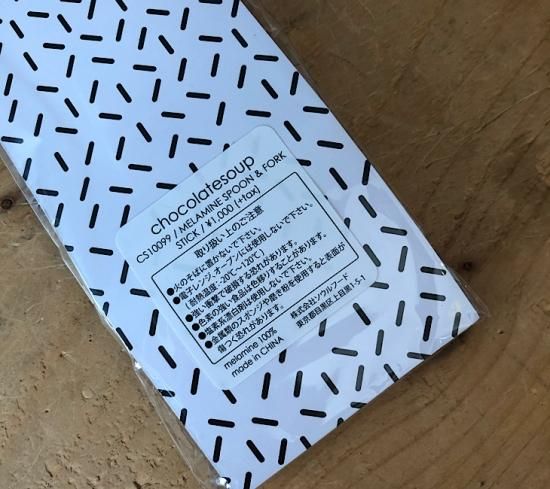 chocolatesoup
CS10099 / MELAMINE SPOON & FORK
STICK / ¥1,000 (+tax)
取り扱い上のご注意
●火のそばに置かないで下さい。
●電子レンジ、オーブンには使用しないで下さい。
(耐熱温度:-20℃～120℃)
●強い衝撃で破損する恐れがあります。
●色素の強い食品は色移りすることがあります。
●塩素系漂白剤は使用しないで下さい。
●金属類のスポンジや磨き粉を使用すると表面が
傷つく恐れがあります。
melamine 100%
made in CHINA
株式会社ソウルフード
東京都目黒区上目黒1-5-1